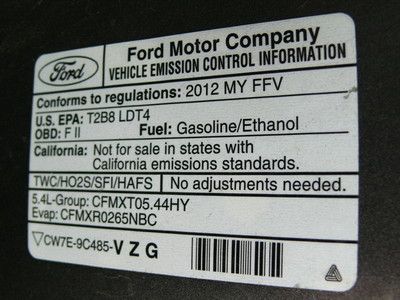 Ford
Ford Motor Company
VEHICLE EMISSION CONTROL INFORMATION
Conforms to regulations: 2012 MY FFV
U.S. EPA: T2B8 LDT4
OBD: F II Fuel: Gasoline/Ethanol
California: Not for sale in states with
California emissions standards.
TWC/HO2S/SFI/HAFS No adjustments needed.
5.4L-Group: CFMXT05.44HY
Evap: CFMXR0265NBC
CW7E-9C485-V Z G